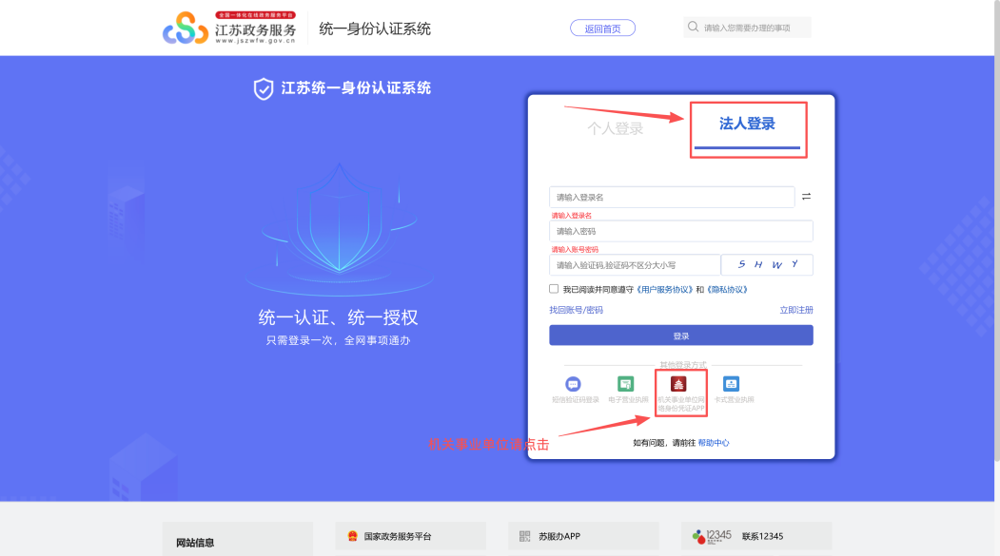 全国一体化在线政务服务平台
江苏政务服务
www.jszwfw.gov.cn
统一身份认证系统
返回首页
请输入您需要办理的事项
江苏统一身份认证系统
个人登录
法人登录
请输入登录名
请输入登录名
请输入密码
请输入账号密码
请输入验证码,验证码不区分大小写
S H W Y
我已阅读并同意遵守《用户服务协议》和《隐私协议》
找回账号/密码
立即注册
登录
其他登录方式
短信验证码登录
电子营业执照
机关事业单位网
络身份凭证APP
卡式营业执照
如有问题，请前往 帮助中心
机关事业单位请点击
统一认证、统一授权
只需登录一次，全网事项通办
网站信息
国家政务服务平台
苏服办APP
12345
联系12345